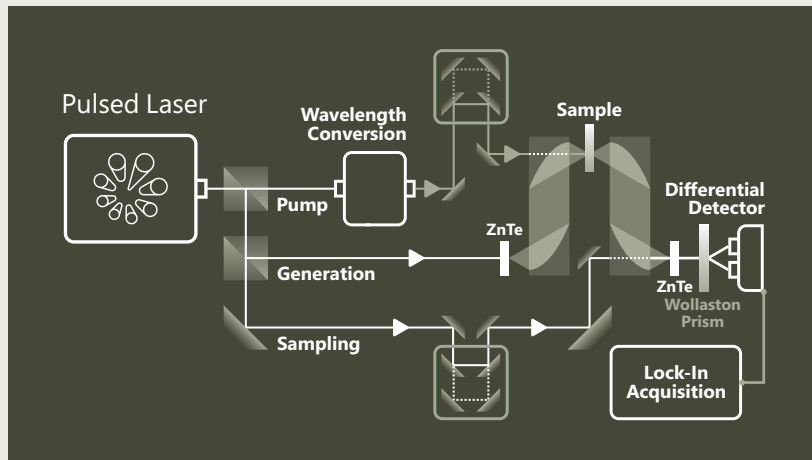 Pulsed Laser
Wavelength
Conversion
Sample
Differential
Detector
Pump
ZnTe
Generation
ZnTe
Wollaston
Prism
Sampling
Lock-In
Acquisition